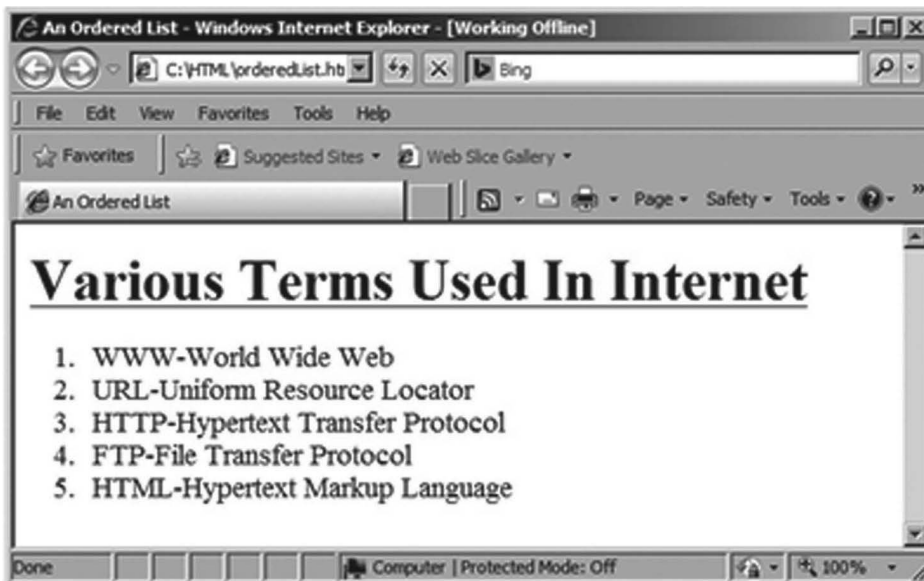 An Ordered List - Windows Internet Explorer - [Working Offline]
C:\HTML\orderedList.ht
Bing
File Edit View Favorites Tools Help
Favorites Suggested Sites Web Slice Gallery
An Ordered List Page Safety Tools
Various Terms Used In Internet
1. WWW-World Wide Web
2. URL-Uniform Resource Locator
3. HTTP-Hypertext Transfer Protocol
4. FTP-File Transfer Protocol
5. HTML-Hypertext Markup Language
Done Computer | Protected Mode: Off 100%